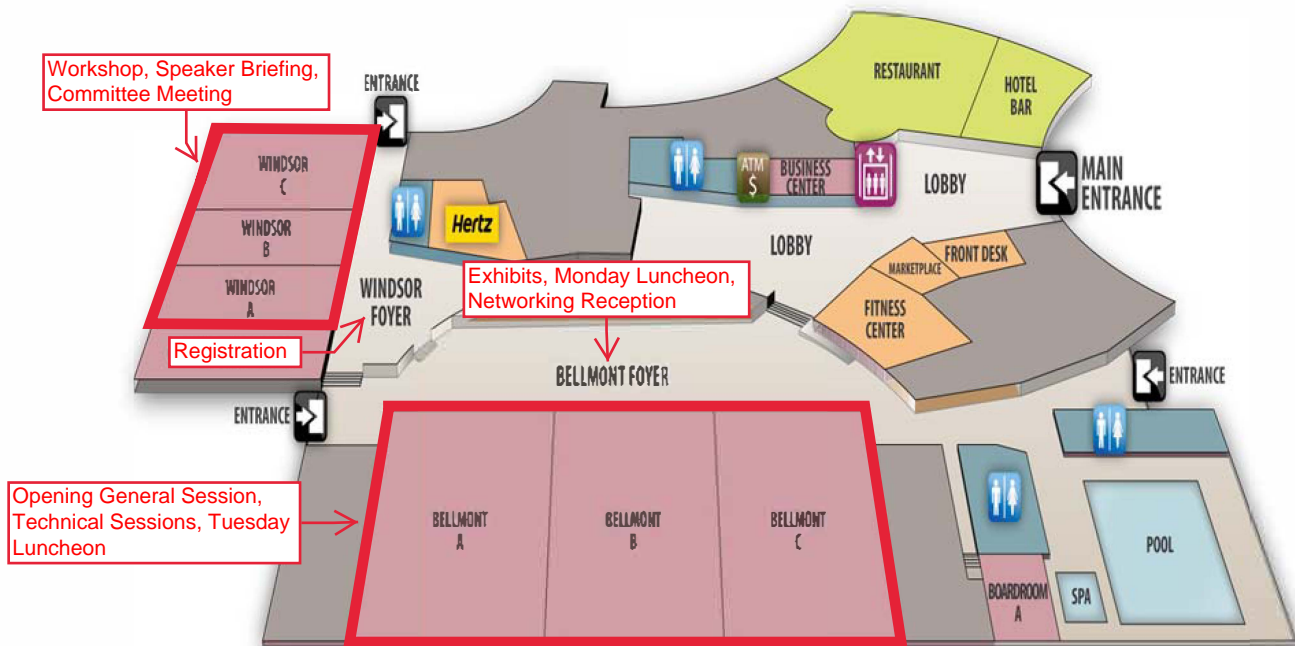 Workshop, Speaker Briefing,
Committee Meeting
ENTRANCE
RESTAURANT
HOTEL
BAR
WINDSOR
C
WINDSOR
B
WINDSOR
A
Hertz
ATM
$
BUSINESS
CENTER
LOBBY
MAIN
ENTRANCE
LOBBY
FRONT DESK
MARKETPLACE
FITNESS
CENTER
WINDSOR
FOYER
Exhibits, Monday Luncheon,
Networking Reception
Registration
BELLMONT FOYER
ENTRANCE
ENTRANCE
Opening General Session,
Technical Sessions, Tuesday
Luncheon
BELLMONT
A
BELLMONT
B
BELLMONT
C
BOARDROOM
A
SPA
POOL